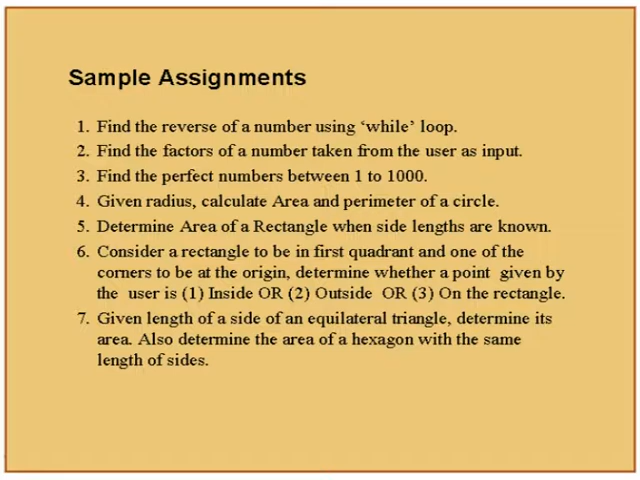 Sample Assignments
1. Find the reverse of a number using ‘while’ loop.
2. Find the factors of a number taken from the user as input.
3. Find the perfect numbers between 1 to 1000.
4. Given radius, calculate Area and perimeter of a circle.
5. Determine Area of a Rectangle when side lengths are known.
6. Consider a rectangle to be in first quadrant and one of the
corners to be at the origin, determine whether a point given by
the user is (1) Inside OR (2) Outside OR (3) On the rectangle.
7. Given length of a side of an equilateral triangle, determine its
area. Also determine the area of a hexagon with the same
length of sides.